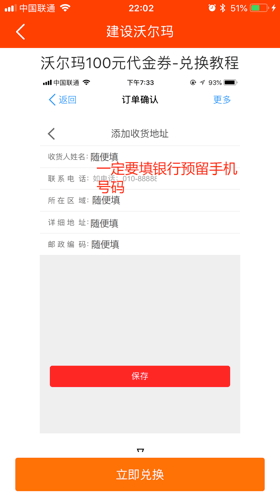 中国联通 22:02 51%
建设沃尔玛
沃尔玛100元代金券-兑换教程
中国联通 下午7:33 93%
返回 订单确认 更多
添加收货地址
收货人姓名: 随便填
一定要填银行预留手机
联系电话: 如电话：010-8888
号码
所在区域: 随便填
详细地址: 随便填
邮政编码: 随便填
保存
立即兑换